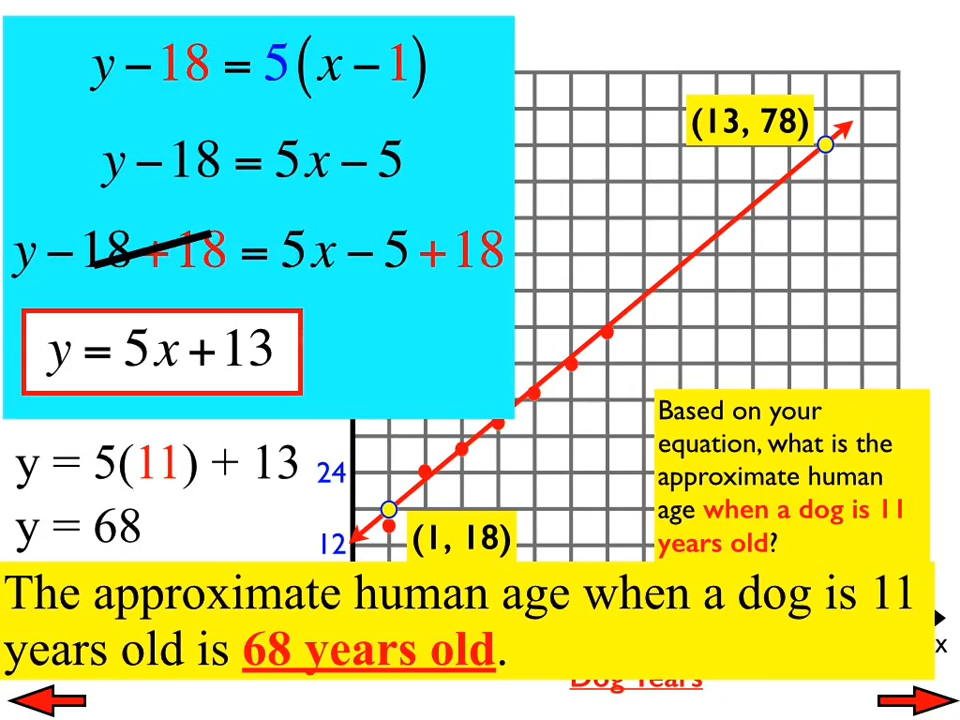 y − 18 = 5(x − 1)
y − 18 = 5x − 5
y − 18 + 18 = 5x − 5 + 18
y = 5x + 13
y = 5(11) + 13
y = 68
(13, 78)
24
12
(1, 18)
Based on your
equation, what is the
approximate human
age when a dog is 11
years old?
The approximate human age when a dog is 11
years old is 68 years old.
x
Dog Years